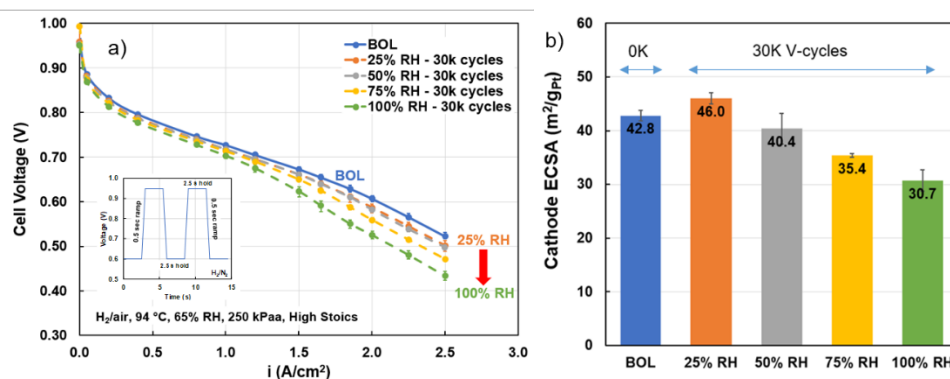 a)
1.00
0.90
0.80
0.70
0.60
0.50
0.40
0.30
Cell Voltage (V)
BOL
25% RH - 30k cycles
50% RH - 30k cycles
75% RH - 30k cycles
100% RH - 30k cycles
BOL
25% RH
100% RH
Voltage (V)
1.0
0.9
0.8
0.7
0.6
0.5
2.5 s hold
0.5 sec ramp
0.5 sec ramp
2.5s hold
H2/N2
0
5
10
15
Time (s)
H2/air, 94 °C, 65% RH, 250 kPaa, High Stoics
0.0
0.5
1.0
1.5
2.0
2.5
3.0
i (A/cm²)
b)
0K
30K V-cycles
Cathode ECSA (m²/gPt)
60
50
40
30
20
10
0
42.8
46.0
40.4
35.4
30.7
BOL
25% RH
50% RH
75% RH
100% RH